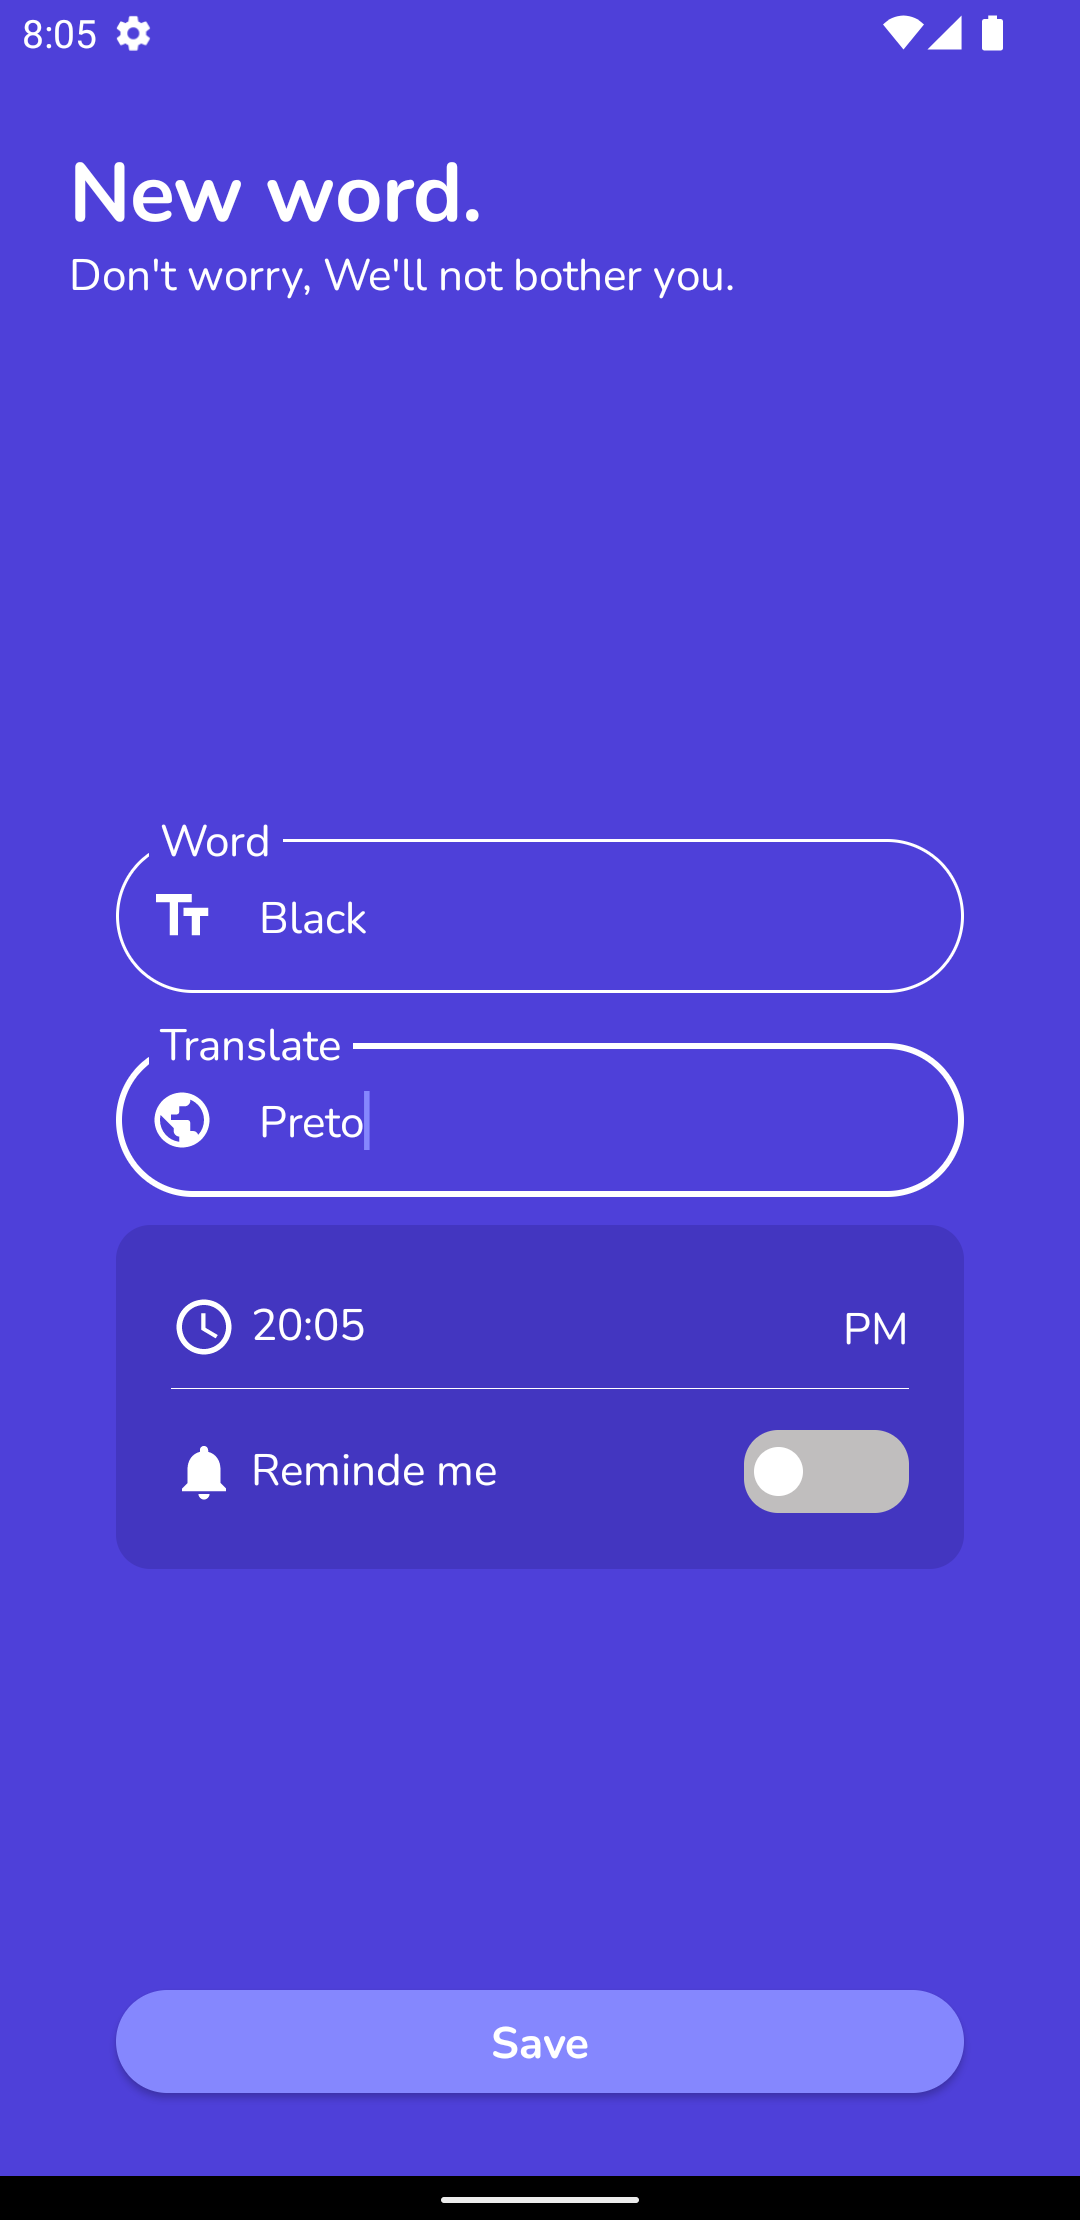 8:05
New word.
Don't worry, We'll not bother you.
Word
Black
Translate
Preto
20:05 PM
Reminde me
Save